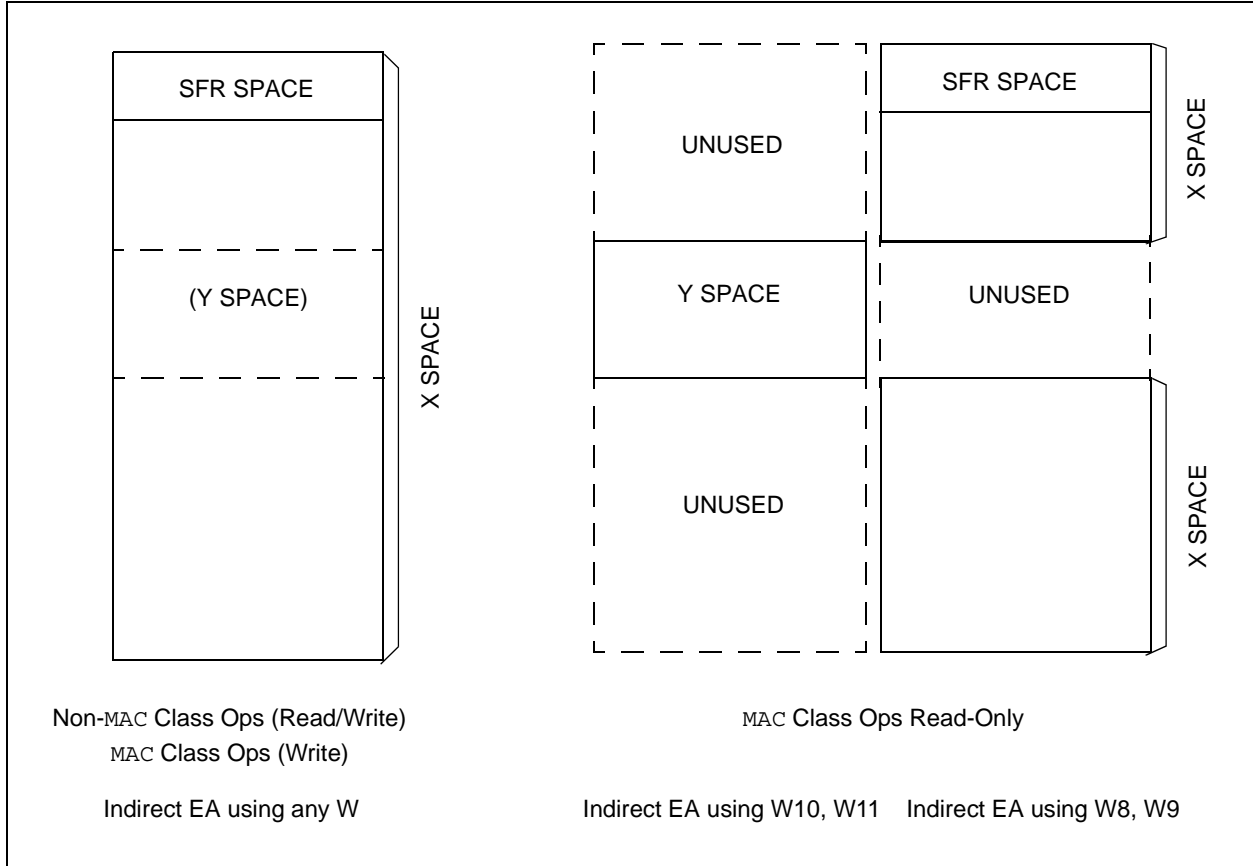 SFR SPACE
(Y SPACE)
X SPACE
Non-MAC Class Ops (Read/Write)
MAC Class Ops (Write)
Indirect EA using any W
UNUSED
Y SPACE
UNUSED
SFR SPACE
UNUSED
X SPACE
X SPACE
MAC Class Ops Read-Only
Indirect EA using W10, W11
Indirect EA using W8, W9